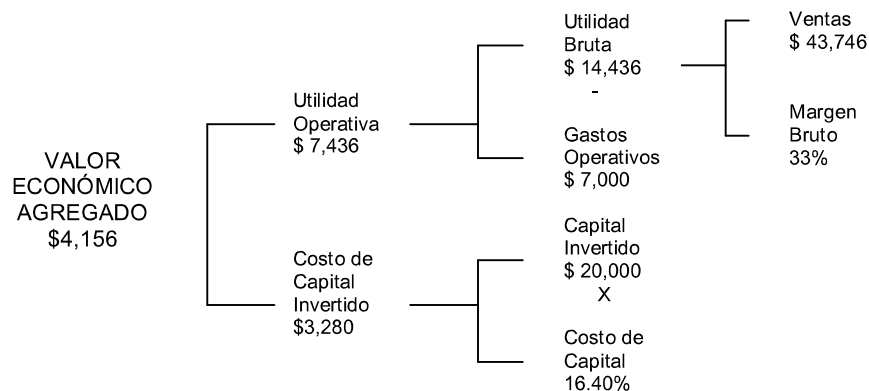 VALOR
ECONÓMICO
AGREGADO
$4,156
Utilidad
Operativa
$ 7,436
Costo de
Capital
Invertido
$3,280
Utilidad
Bruta
$ 14,436
-
Gastos
Operativos
$ 7,000
Capital
Invertido
$ 20,000
X
Costo de
Capital
16.40%
Ventas
$ 43,746
Margen
Bruto
33%